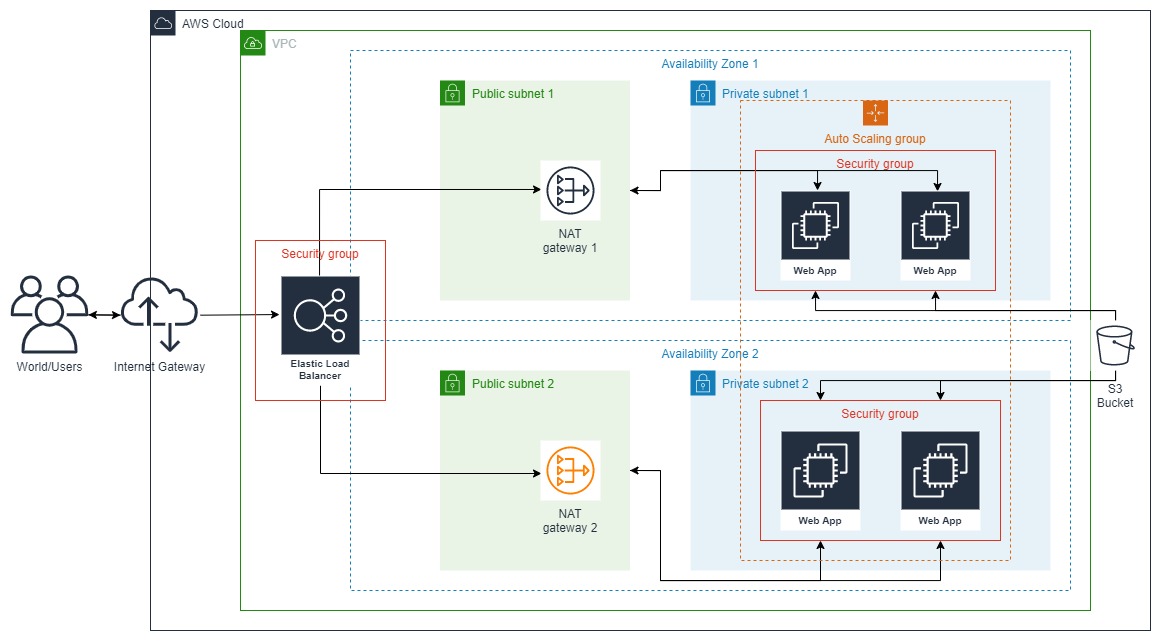 AWS Cloud
VPC
Availability Zone 1
Public subnet 1
Private subnet 1
Auto Scaling group
Security group
NAT
gateway 1
Web App
Web App
Security group
Elastic Load
Balancer
World/Users
Internet Gateway
Availability Zone 2
Public subnet 2
Private subnet 2
S3
Bucket
Security group
NAT
gateway 2
Web App
Web App